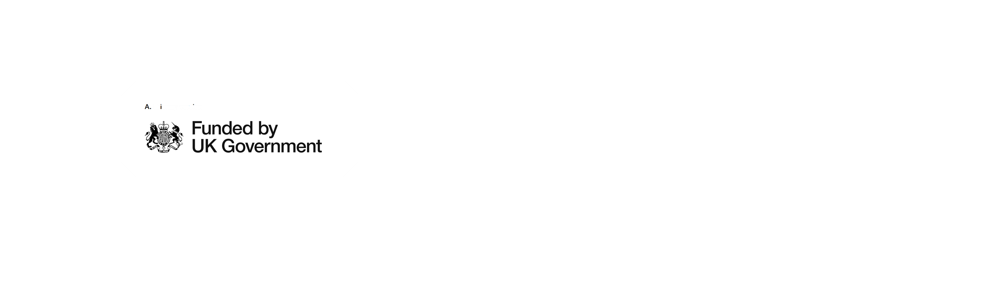 A. i
Funded by
UK Government